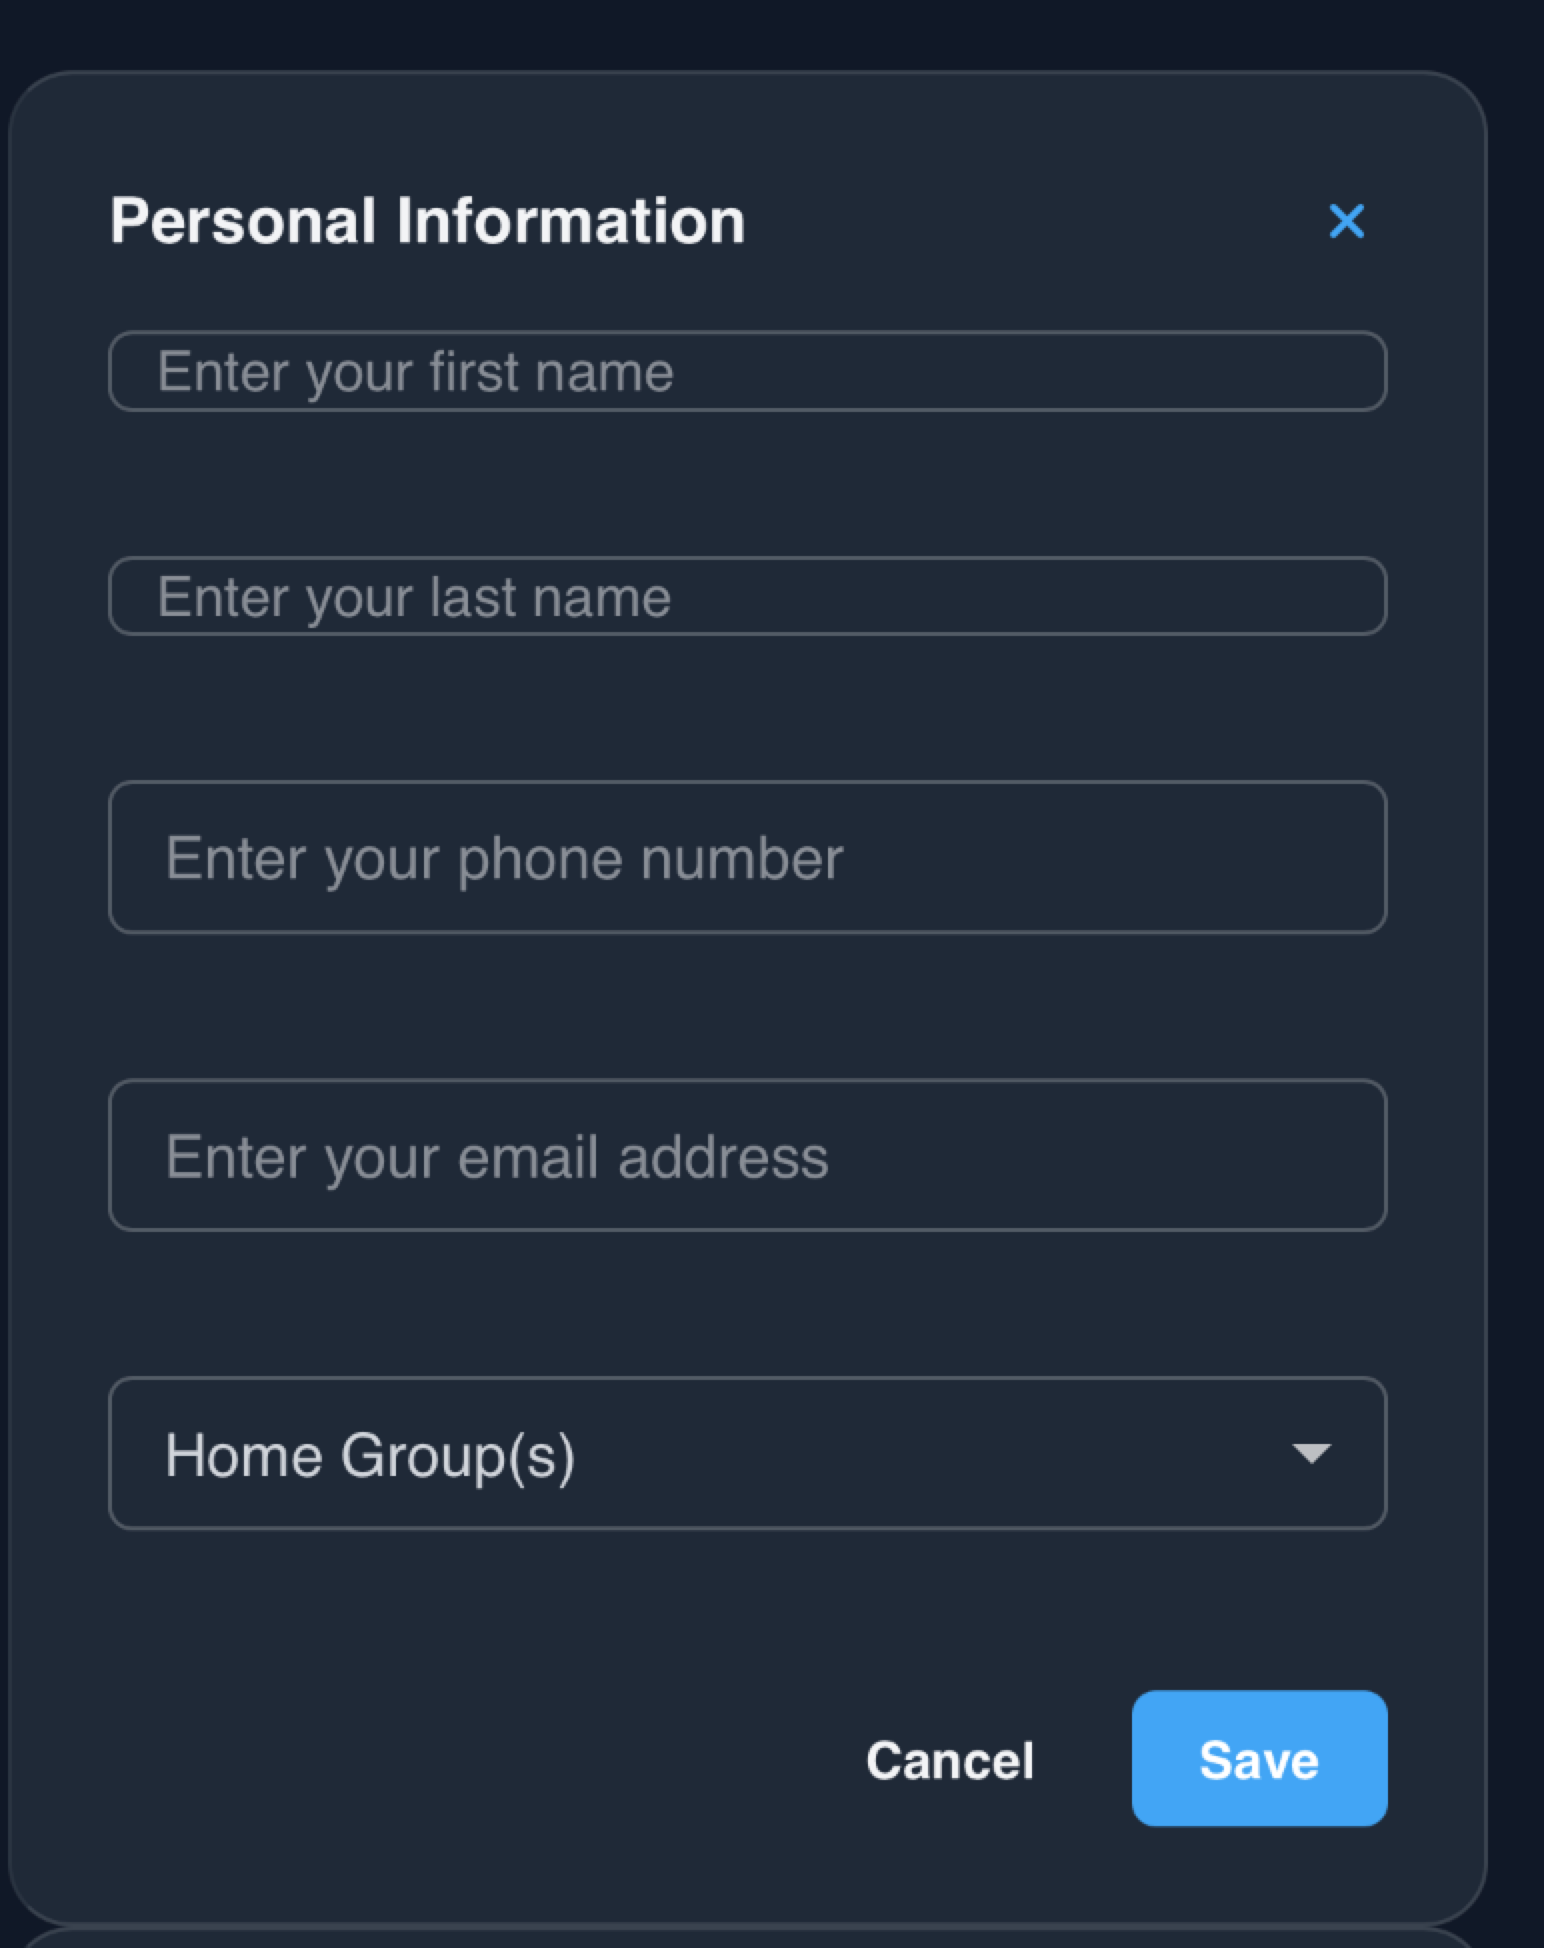 Personal Information
Enter your first name
Enter your last name
Enter your phone number
Enter your email address
Home Group(s)
Cancel
Save